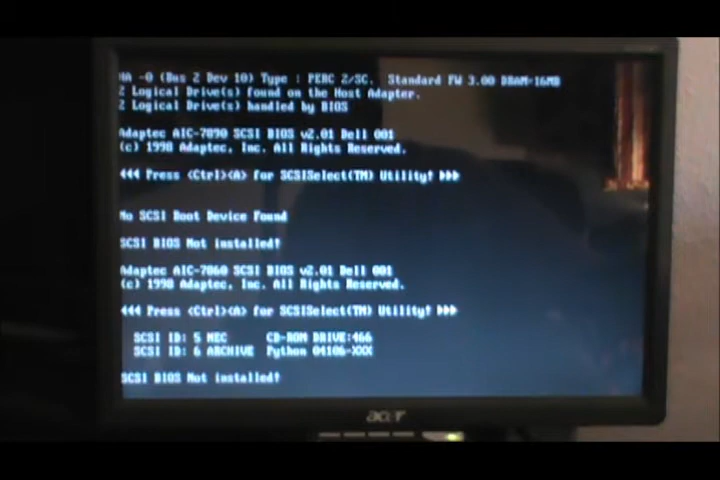 HA -0 (Bus 2 Dev 10) Type : PERC 2/SC.  Standard FW 3.00 DRAM=16MB
2 Logical Drive(s) found on the Host Adapter.
2 Logical Drive(s) handled by BIOS
Adaptec AIC-7890 SCSI BIOS v2.01 Dell 001
(c) 1998 Adaptec, Inc. All Rights Reserved.
◄◄◄ Press <Ctrl><A> for SCSISelect(TM) Utility! ►►►
No SCSI Boot Device Found
SCSI BIOS Not installed!
Adaptec AIC-7860 SCSI BIOS v2.01 Dell 001
(c) 1998 Adaptec, Inc. All Rights Reserved.
◄◄◄ Press <Ctrl><A> for SCSISelect(TM) Utility! ►►►
SCSI ID: 5 NEC      CD-ROM DRIVE:466
SCSI ID: 6 ARCHIVE  Python 04106-XXX
SCSI BIOS Not installed!
acer